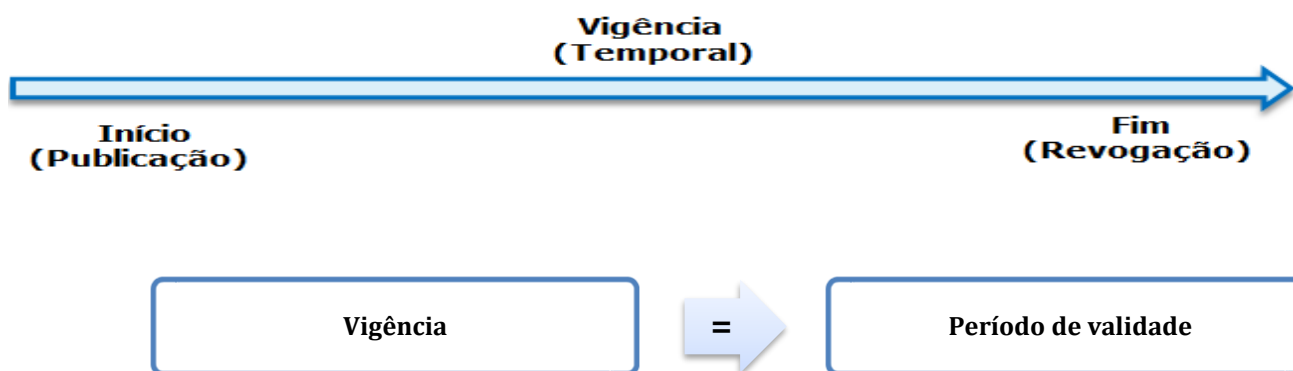 Vigência
(Temporal)
Início
(Publicação)
Fim
(Revogação)
Vigência
=
Período de validade